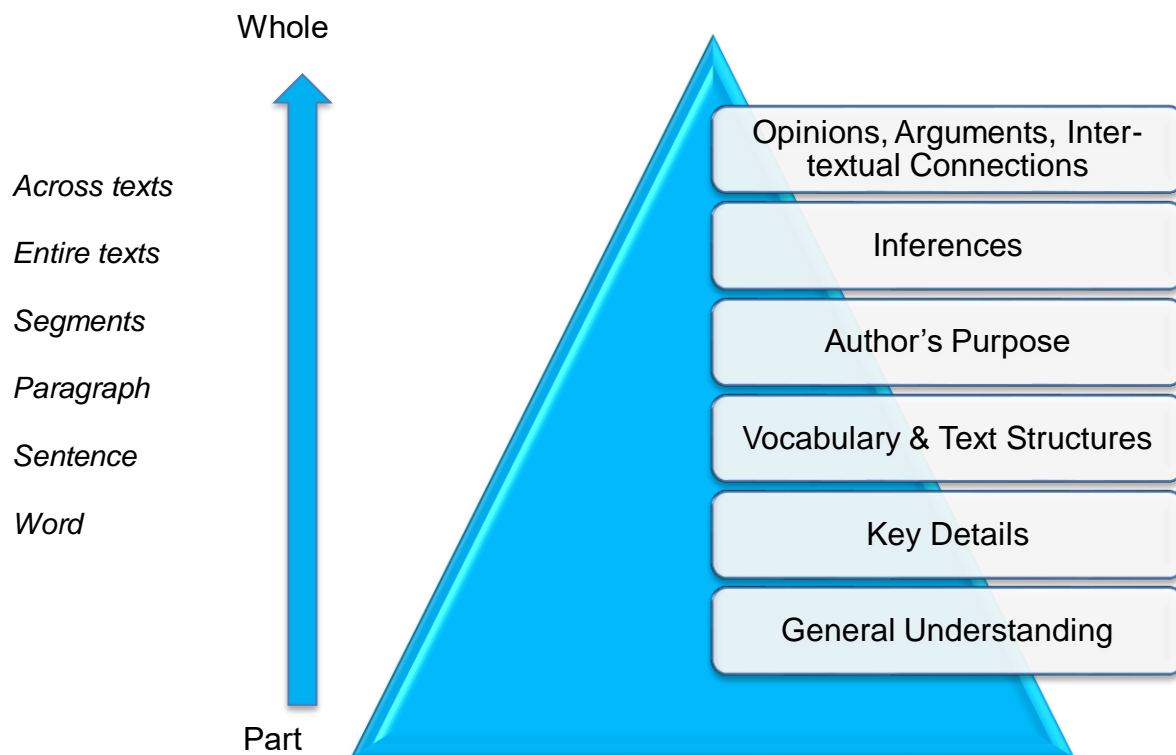 Whole
Across texts
Entire texts
Segments
Paragraph
Sentence
Word
Part
Opinions, Arguments, Inter-
textual Connections
Inferences
Author’s Purpose
Vocabulary & Text Structures
Key Details
General Understanding